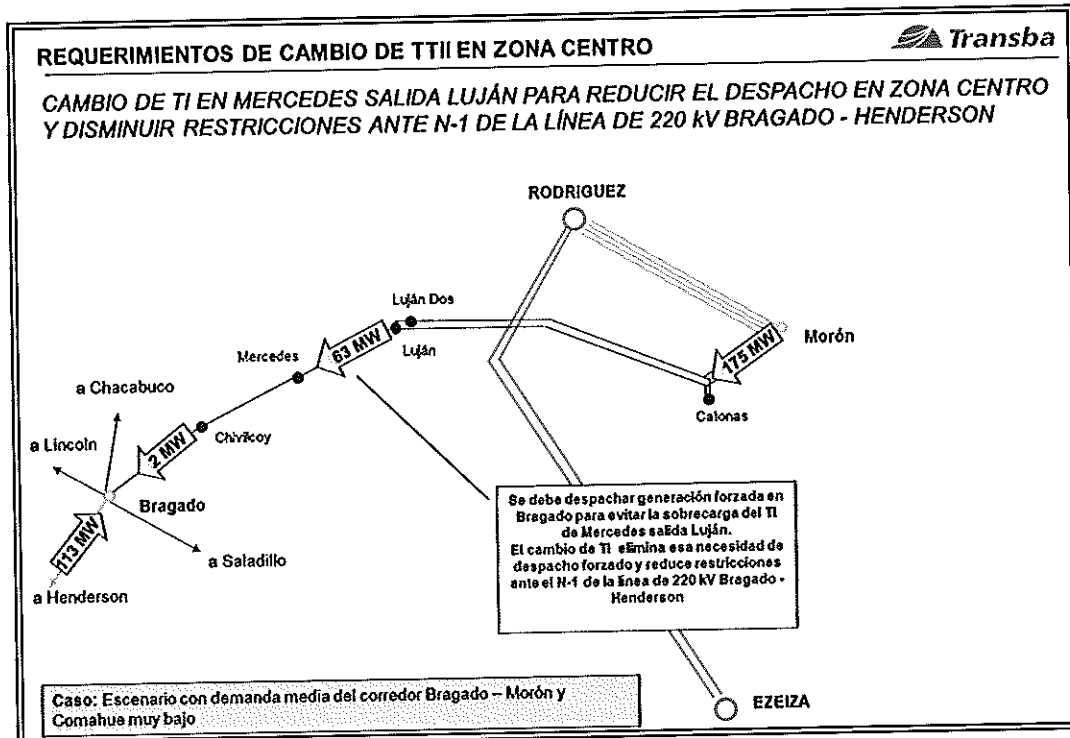 REQUERIMIENTOS DE CAMBIO DE TTII EN ZONA CENTRO
Transba
CAMBIO DE TI EN MERCEDES SALIDA LUJÁN PARA REDUCIR EL DESPACHO EN ZONA CENTRO
Y DISMINUIR RESTRICCIONES ANTE N-1 DE LA LÍNEA DE 220 kV BRAGADO - HENDERSON
RODRIGUEZ
Luján Dos
Luján
Morón
63 MW
175 MW
Mercedes
a Chacabuco
Calonas
a Lincoln
Chivilcoy
2 MW
Bragado
a Saladillo
113 MW
a Henderson
Se debe despachar generación forzada en
Bragado para evitar la sobrecarga del TI
de Mercedes salida Luján.
El cambio de TI elimina esa necesidad de
despacho forzado y reduce restricciones
ante el N-1 de la línea de 220 kV Bragado -
Henderson
Caso: Escenario con demanda media del corredor Bragado – Morón y
Comahue muy bajo
EZEIZA